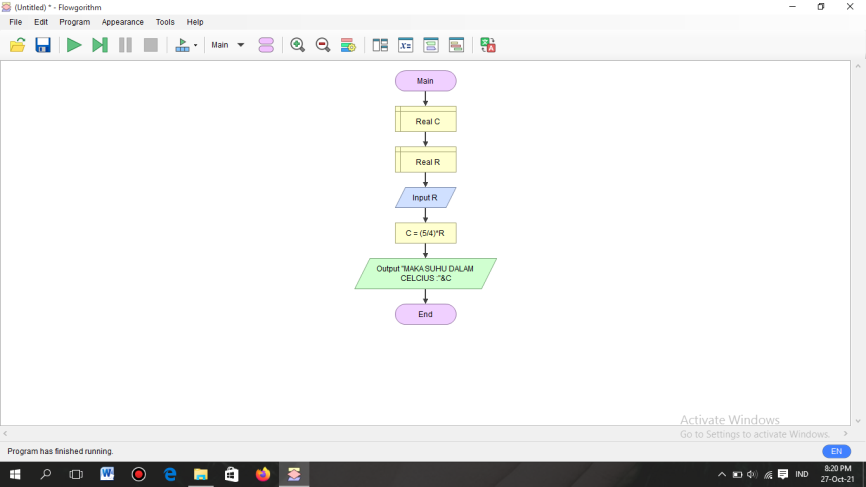 (Untitled) * - Flowgorithm
File Edit Program Appearance Tools Help
Main
Main
Real C
Real R
Input R
C = (5/4)*R
Output "MAKA SUHU DALAM
CELCIUS :"&C
End
Activate Windows
Go to Settings to activate Windows.
Program has finished running.
EN
IND
8:20 PM
27-Oct-21